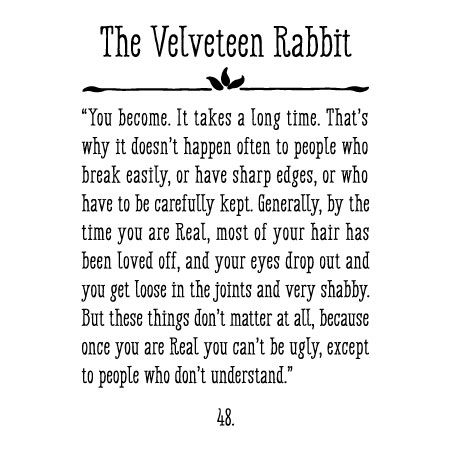 The Velveteen Rabbit
“You become. It takes a long time. That’s
why it doesn’t happen often to people who
break easily, or have sharp edges, or who
have to be carefully kept. Generally, by the
time you are Real, most of your hair has
been loved off, and your eyes drop out and
you get loose in the joints and very shabby.
But these things don’t matter at all, because
once you are Real you can’t be ugly, except
to people who don’t understand.”
48.